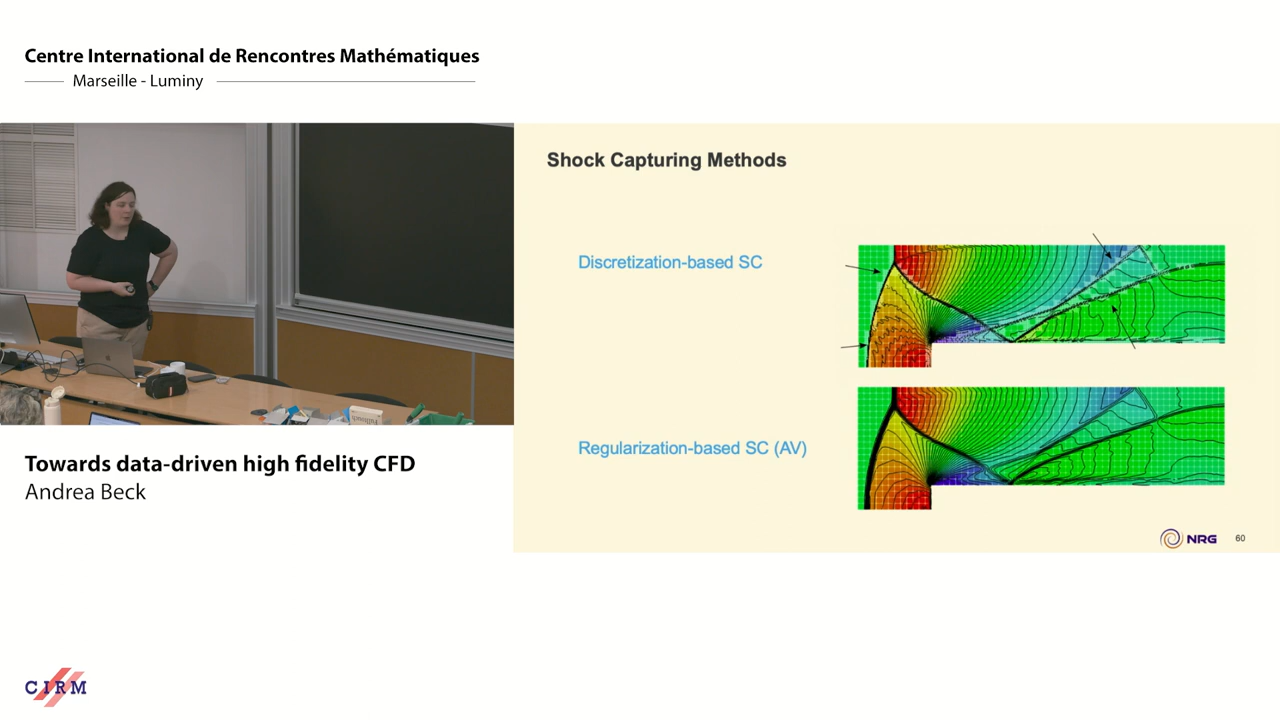 Centre International de Rencontres Mathématiques
Marseille - Luminy
Shock Capturing Methods
Discretization-based SC
Regularization-based SC (AV)
NRG 60
Towards data-driven high fidelity CFD
Andrea Beck
CIRM